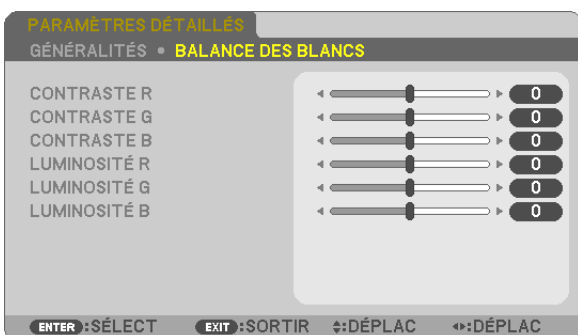 PARAMÈTRES DÉTAILLÉS
GÉNÉRALITÉS • BALANCE DES BLANCS
CONTRASTE R 0
CONTRASTE G 0
CONTRASTE B 0
LUMINOSITÉ R 0
LUMINOSITÉ G 0
LUMINOSITÉ B 0
ENTER :SÉLECT EXIT :SORTIR :DÉPLAC :DÉPLAC